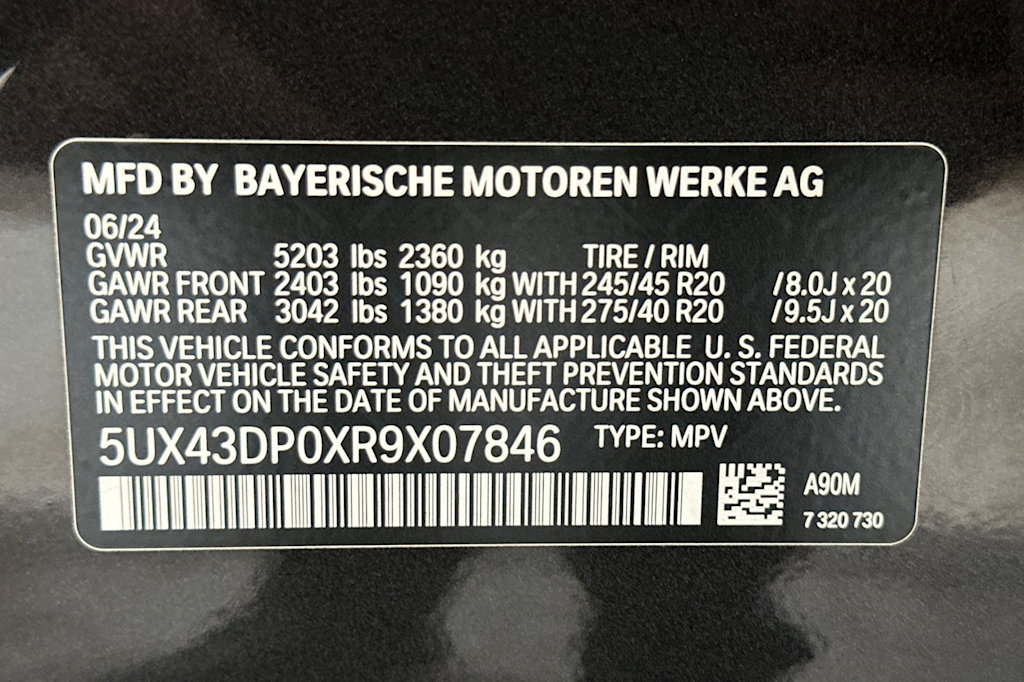 MFD BY BAYERISCHE MOTOREN WERKE AG
06/24
GVWR 5203 lbs 2360 kg TIRE / RIM
GAWR FRONT 2403 lbs 1090 kg WITH 245/45 R20 /8.0J x 20
GAWR REAR 3042 lbs 1380 kg WITH 275/40 R20 /9.5J x 20
THIS VEHICLE CONFORMS TO ALL APPLICABLE U. S. FEDERAL
MOTOR VEHICLE SAFETY AND THEFT PREVENTION STANDARDS
IN EFFECT ON THE DATE OF MANUFACTURE SHOWN ABOVE.
5UX43DP0XR9X07846 TYPE: MPV
A90M
7 320 730